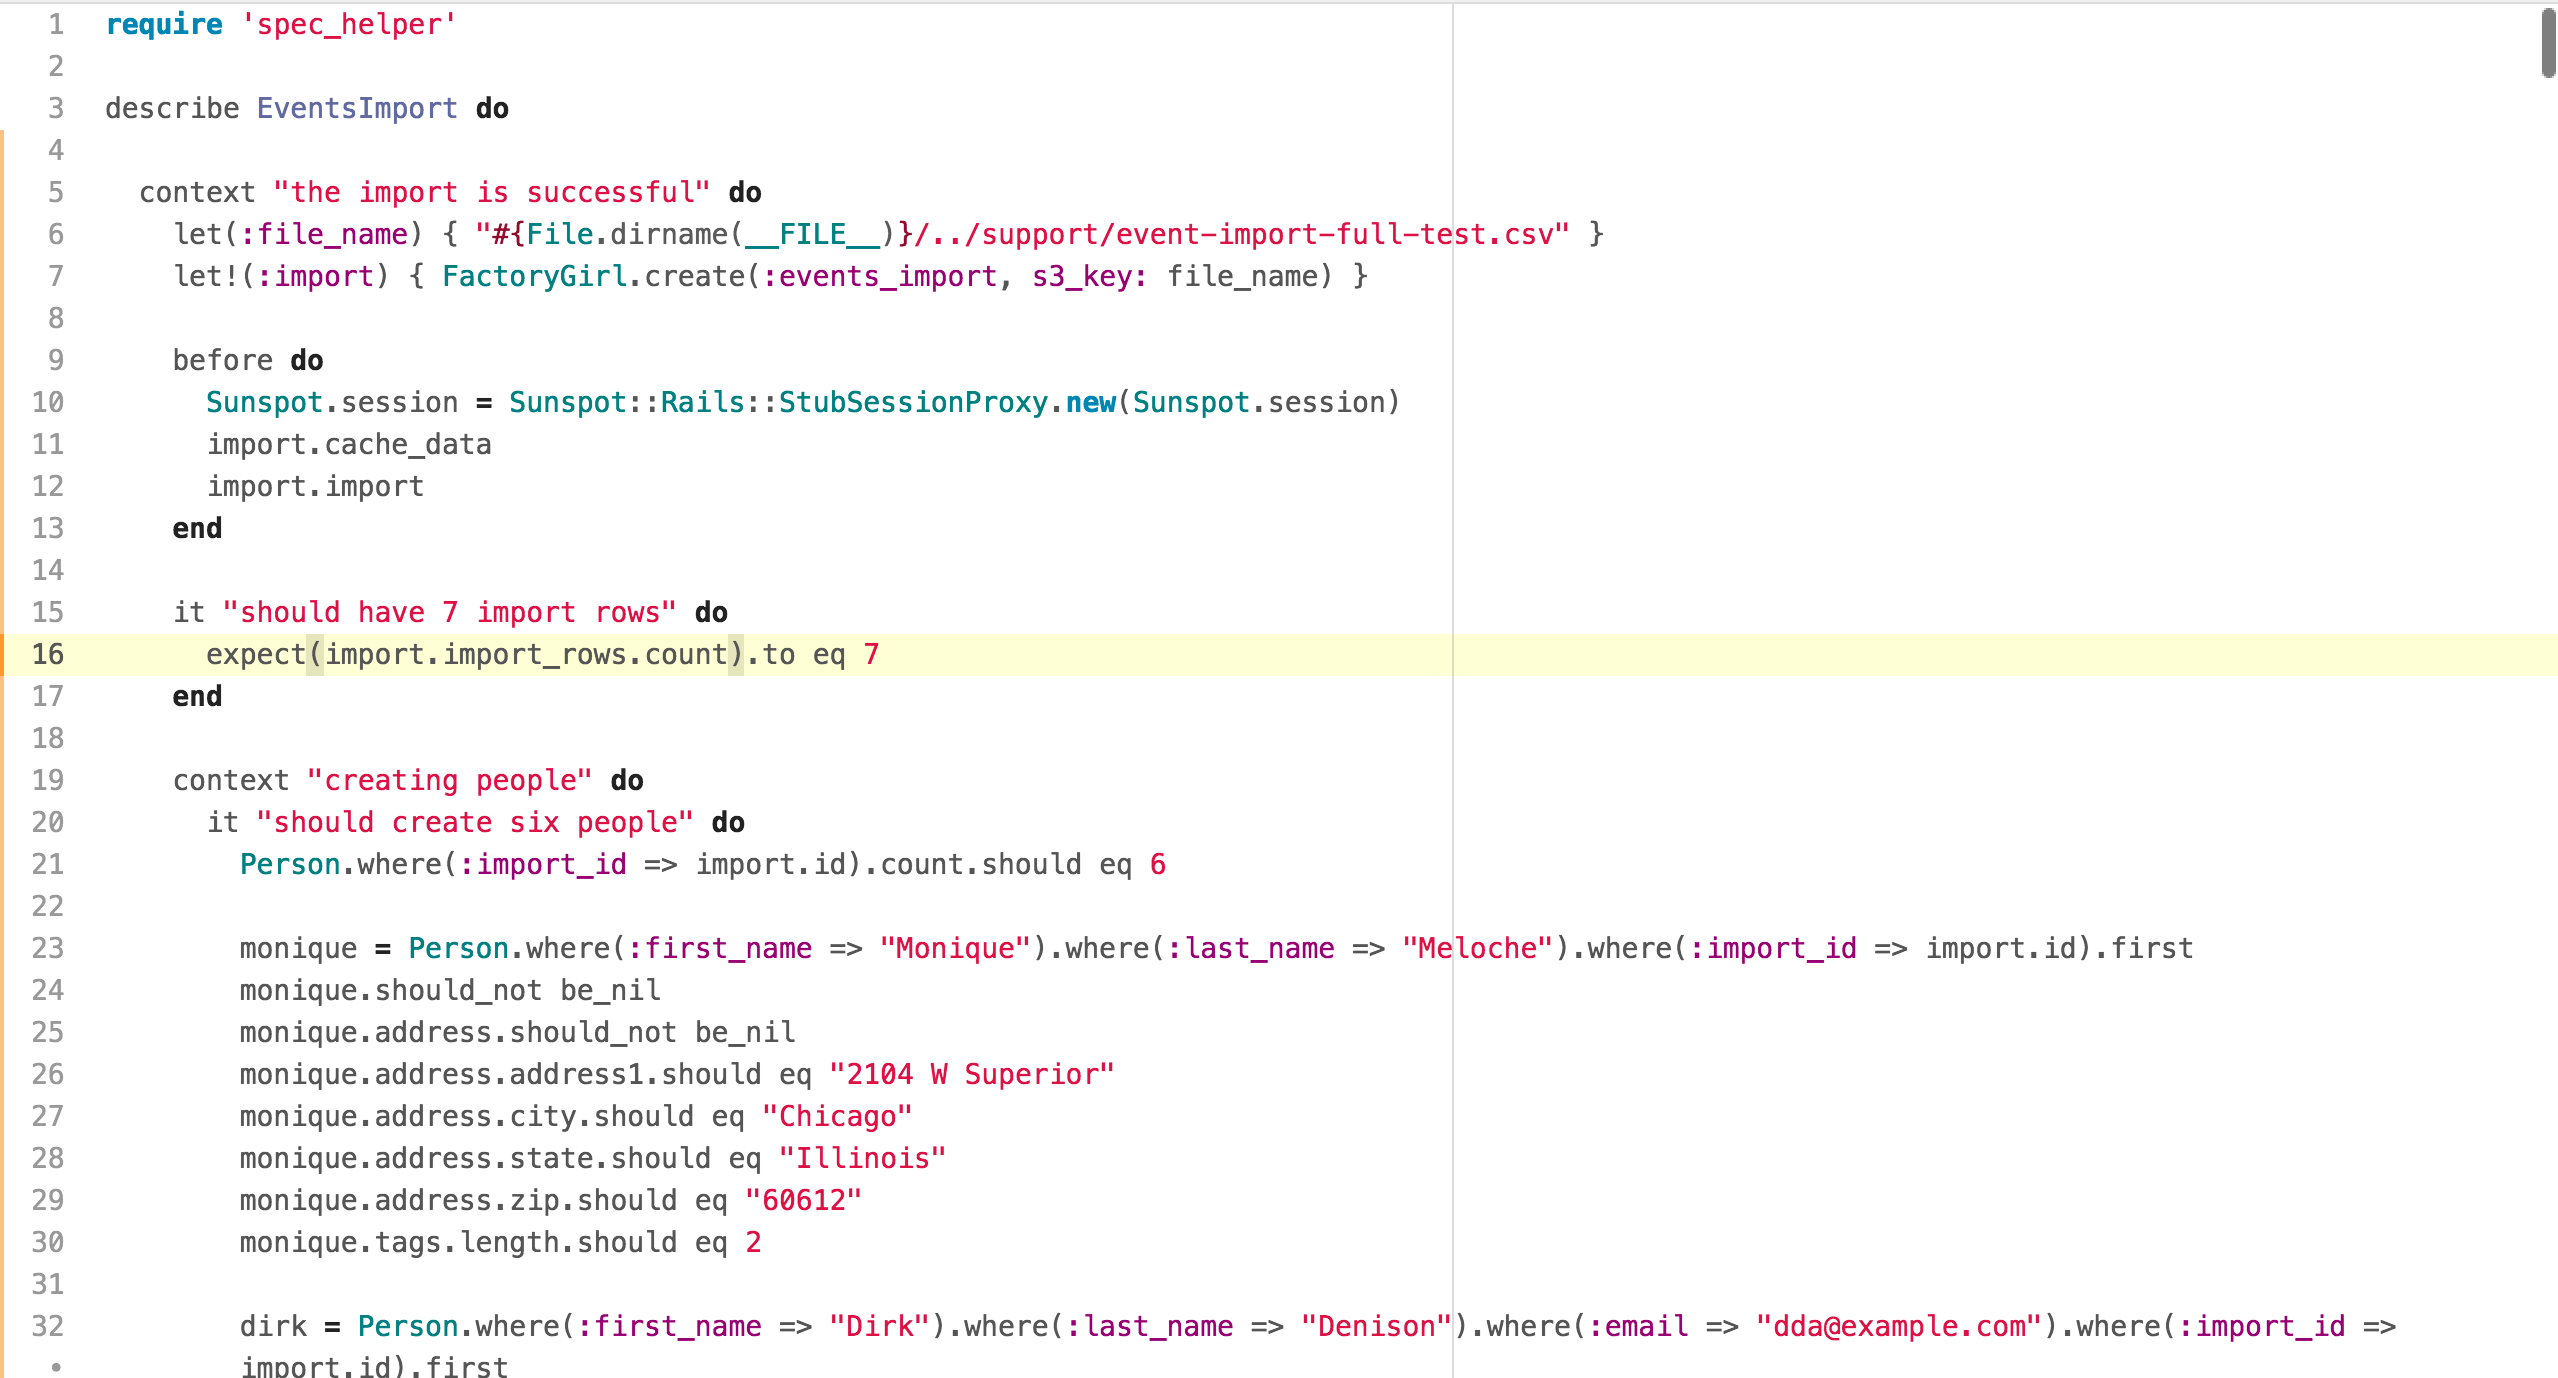 1 require 'spec_helper'
2
3 describe EventsImport do
4
5   context "the import is successful" do
6     let(:file_name) { "#{File.dirname(__FILE__)}/../support/event-import-full-test.csv" }
7     let!(:import) { FactoryGirl.create(:events_import, s3_key: file_name) }
8
9     before do
10       Sunspot.session = Sunspot::Rails::StubSessionProxy.new(Sunspot.session)
11       import.cache_data
12       import.import
13     end
14
15     it "should have 7 import rows" do
16       expect(import.import_rows.count).to eq 7
17     end
18
19     context "creating people" do
20       it "should create six people" do
21         Person.where(:import_id => import.id).count.should eq 6
22
23         monique = Person.where(:first_name => "Monique").where(:last_name => "Meloche").where(:import_id => import.id).first
24         monique.should_not be_nil
25         monique.address.should_not be_nil
26         monique.address.address1.should eq "2104 W Superior"
27         monique.address.city.should eq "Chicago"
28         monique.address.state.should eq "Illinois"
29         monique.address.zip.should eq "60612"
30         monique.tags.length.should eq 2
31
32         dirk = Person.where(:first_name => "Dirk").where(:last_name => "Denison").where(:email => "dda@example.com").where(:import_id =>
•         import.id).first